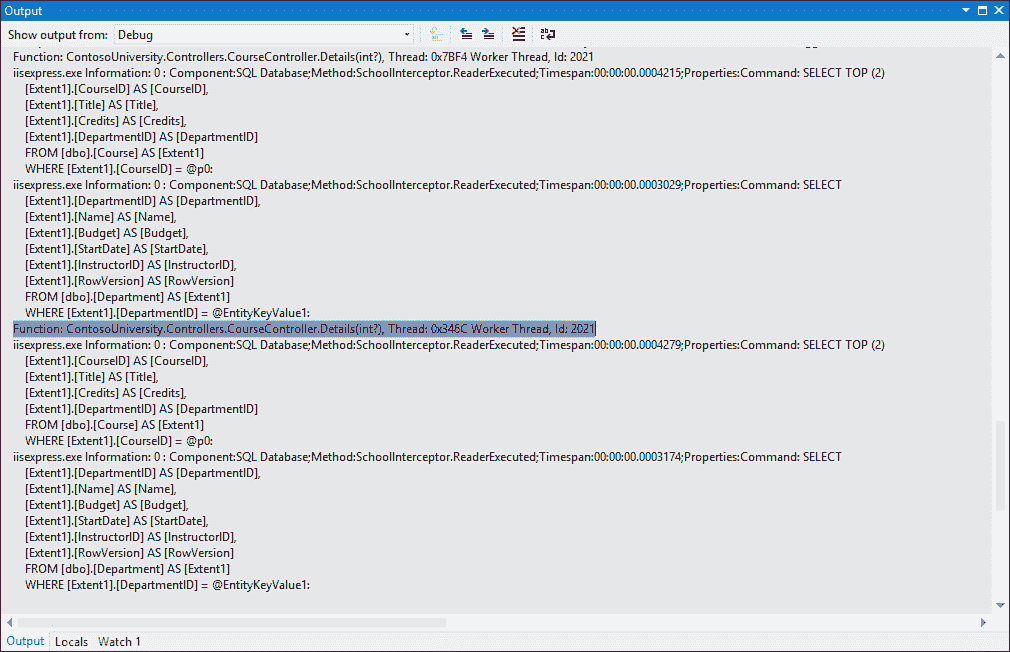 Output
Show output from: Debug
Function: ContosoUniversity.Controllers.CourseController.Details(int?), Thread: 0x7BF4 Worker Thread, Id: 2021
iisexpress.exe Information: 0 : Component:SQL Database;Method:SchoolInterceptor.ReaderExecuted;Timespan:00:00:00.0004215;Properties:Command: SELECT TOP (2)
[Extent1].[CourseID] AS [CourseID],
[Extent1].[Title] AS [Title],
[Extent1].[Credits] AS [Credits],
[Extent1].[DepartmentID] AS [DepartmentID]
FROM [dbo].[Course] AS [Extent1]
WHERE [Extent1].[CourseID] = @p0:
iisexpress.exe Information: 0 : Component:SQL Database;Method:SchoolInterceptor.ReaderExecuted;Timespan:00:00:00.0003029;Properties:Command: SELECT
[Extent1].[DepartmentID] AS [DepartmentID],
[Extent1].[Name] AS [Name],
[Extent1].[Budget] AS [Budget],
[Extent1].[StartDate] AS [StartDate],
[Extent1].[InstructorID] AS [InstructorID],
[Extent1].[RowVersion] AS [RowVersion]
FROM [dbo].[Department] AS [Extent1]
WHERE [Extent1].[DepartmentID] = @EntityKeyValue1:
Function: ContosoUniversity.Controllers.CourseController.Details(int?), Thread: 0x346C Worker Thread, Id: 2021
iisexpress.exe Information: 0 : Component:SQL Database;Method:SchoolInterceptor.ReaderExecuted;Timespan:00:00:00.0004279;Properties:Command: SELECT TOP (2)
[Extent1].[CourseID] AS [CourseID],
[Extent1].[Title] AS [Title],
[Extent1].[Credits] AS [Credits],
[Extent1].[DepartmentID] AS [DepartmentID]
FROM [dbo].[Course] AS [Extent1]
WHERE [Extent1].[CourseID] = @p0:
iisexpress.exe Information: 0 : Component:SQL Database;Method:SchoolInterceptor.ReaderExecuted;Timespan:00:00:00.0003174;Properties:Command: SELECT
[Extent1].[DepartmentID] AS [DepartmentID],
[Extent1].[Name] AS [Name],
[Extent1].[Budget] AS [Budget],
[Extent1].[StartDate] AS [StartDate],
[Extent1].[InstructorID] AS [InstructorID],
[Extent1].[RowVersion] AS [RowVersion]
FROM [dbo].[Department] AS [Extent1]
WHERE [Extent1].[DepartmentID] = @EntityKeyValue1:
Output Locals Watch 1